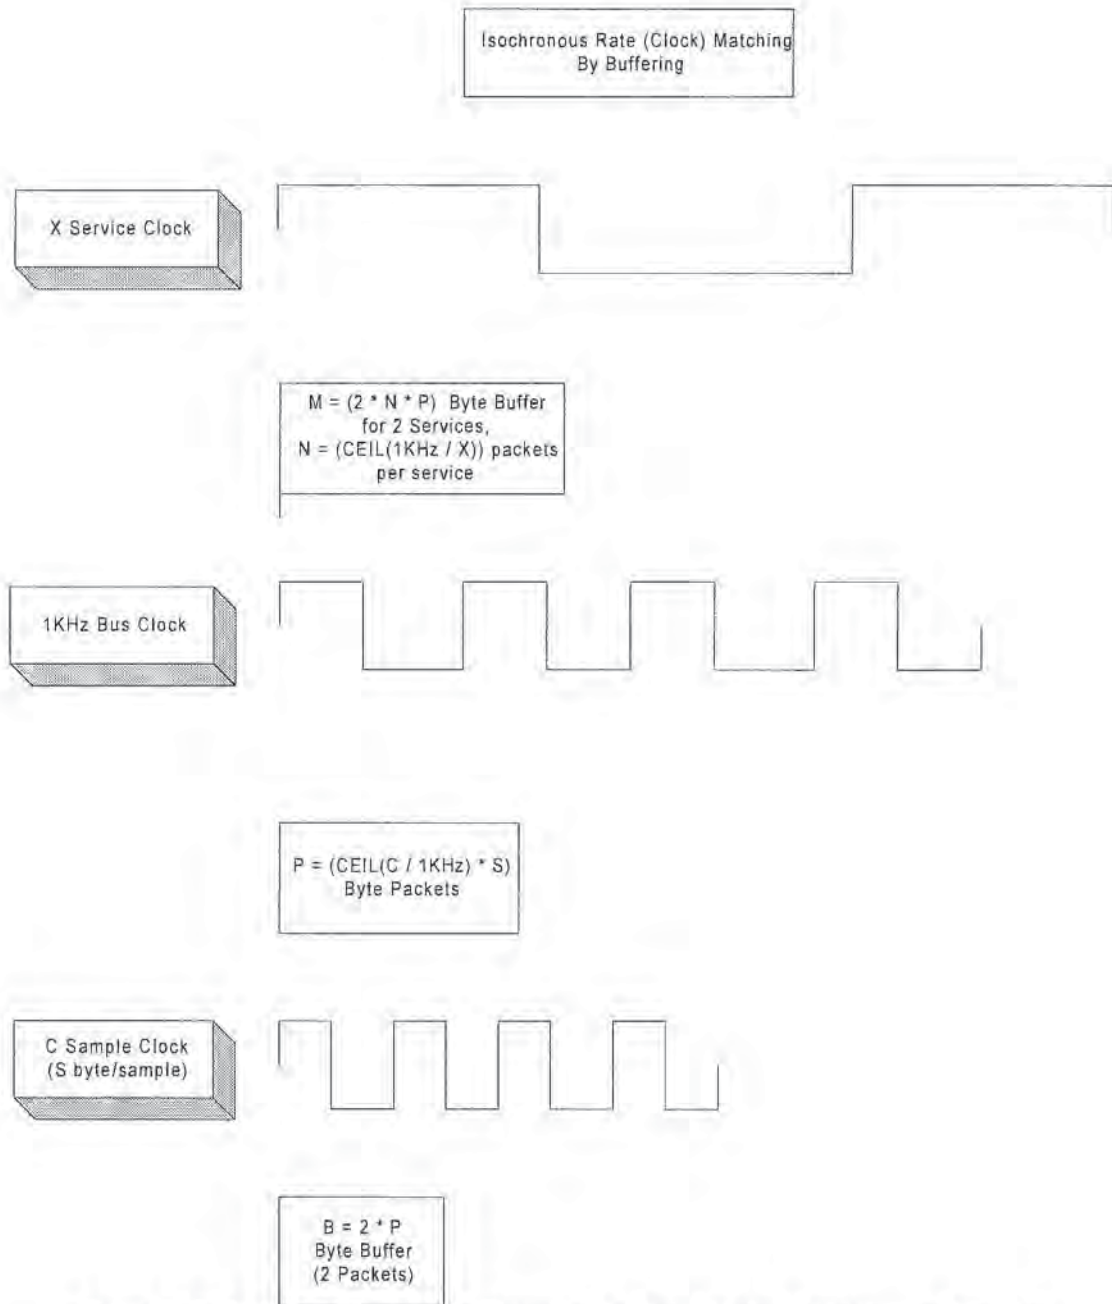 Isochronous Rate (Clock) Matching
By Buffering
X Service Clock
M = (2 * N * P) Byte Buffer
for 2 Services,
N = (CEIL(1KHz / X)) packets
per service
1KHz Bus Clock
P = (CEIL(C / 1KHz) * S)
Byte Packets
C Sample Clock
(S byte/sample)
B = 2 * P
Byte Buffer
(2 Packets)